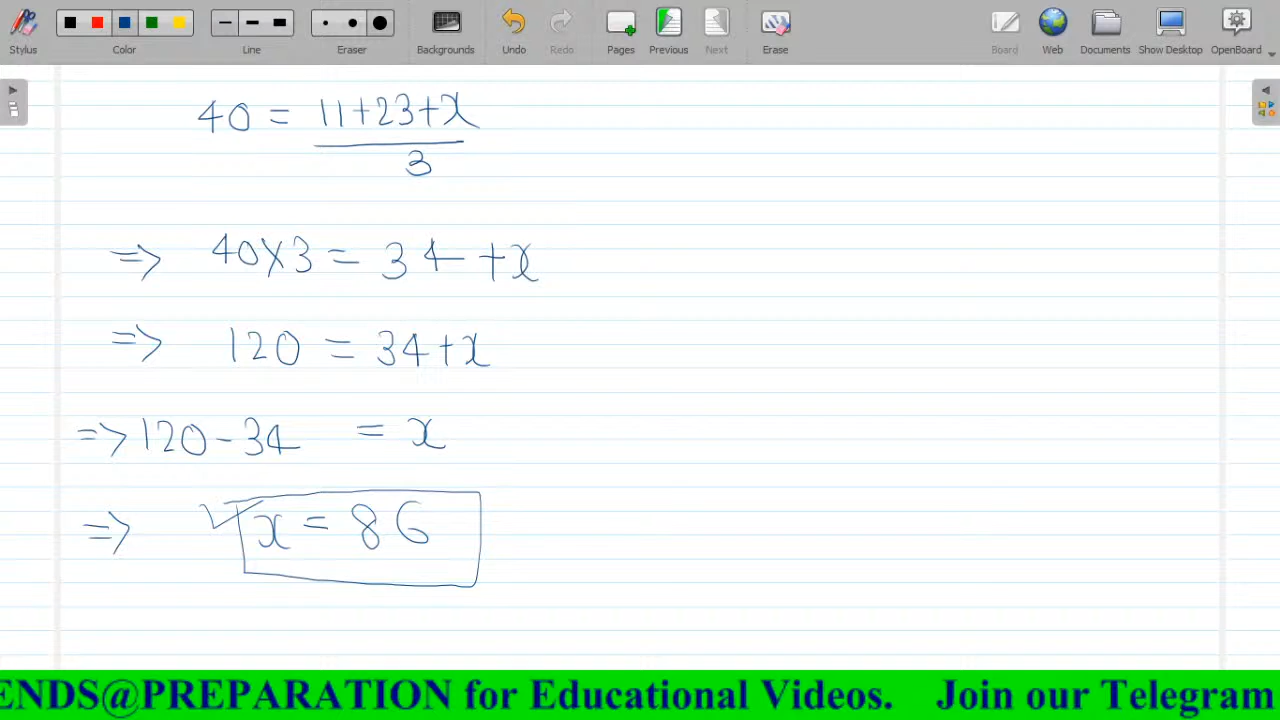 Stylus Color Line Eraser Backgrounds Undo Redo Pages Previous Next Erase Board Web Documents Show Desktop OpenBoard
40 = 11+23+x
3
=> 40×3 = 34 +x
=> 120 = 34+x
=> 120-34 = x
=> x = 86
ENDS@PREPARATION for Educational Videos. Join our Telegram